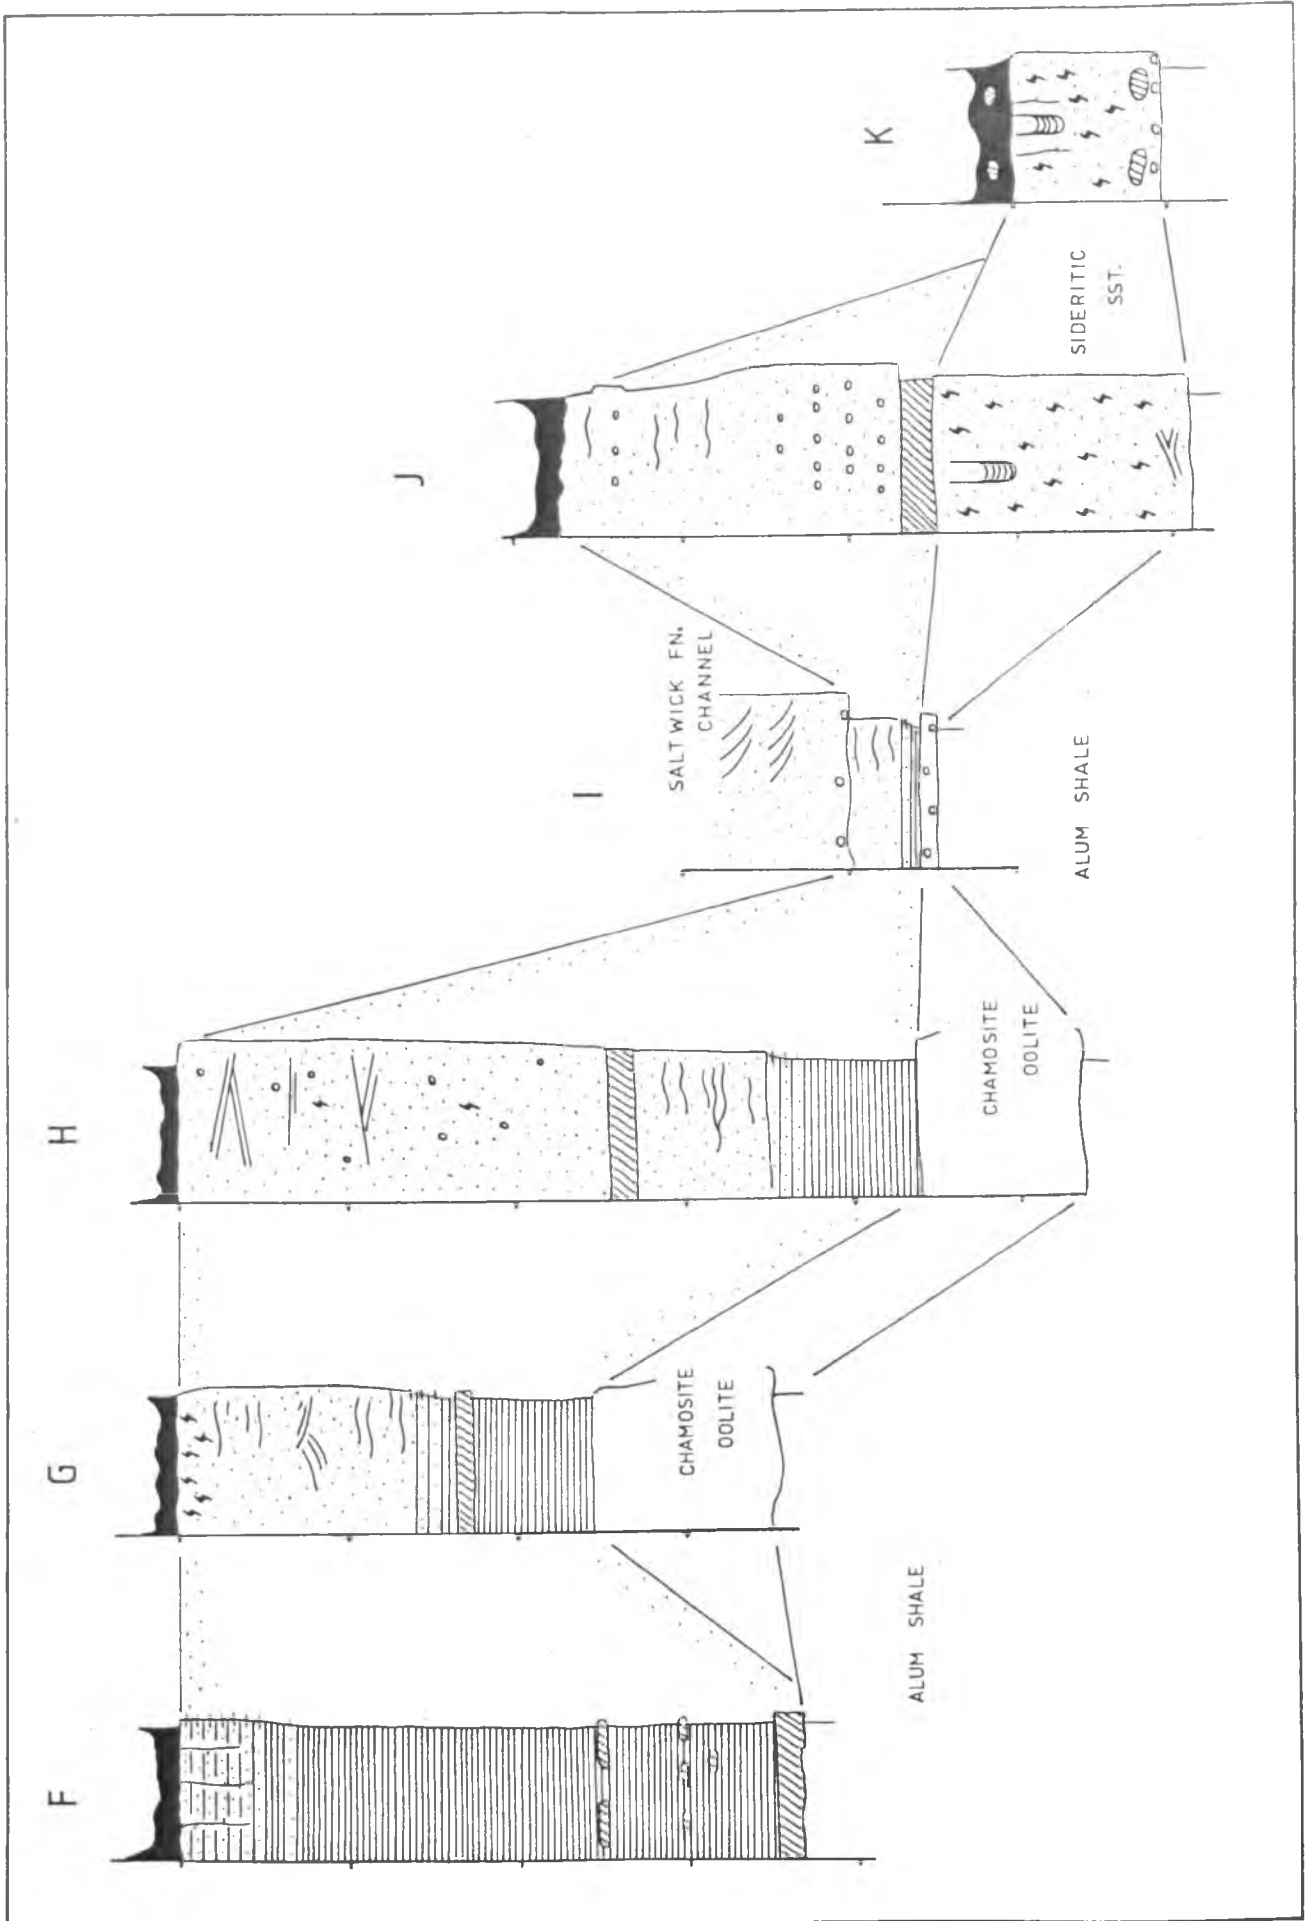 F
G
H
I
J
K
ALUM SHALE
CHAMOSITE
OOLITE
CHAMOSITE
OOLITE
SALTWICK FN.
CHANNEL
ALUM SHALE
SIDERITIC
SST.